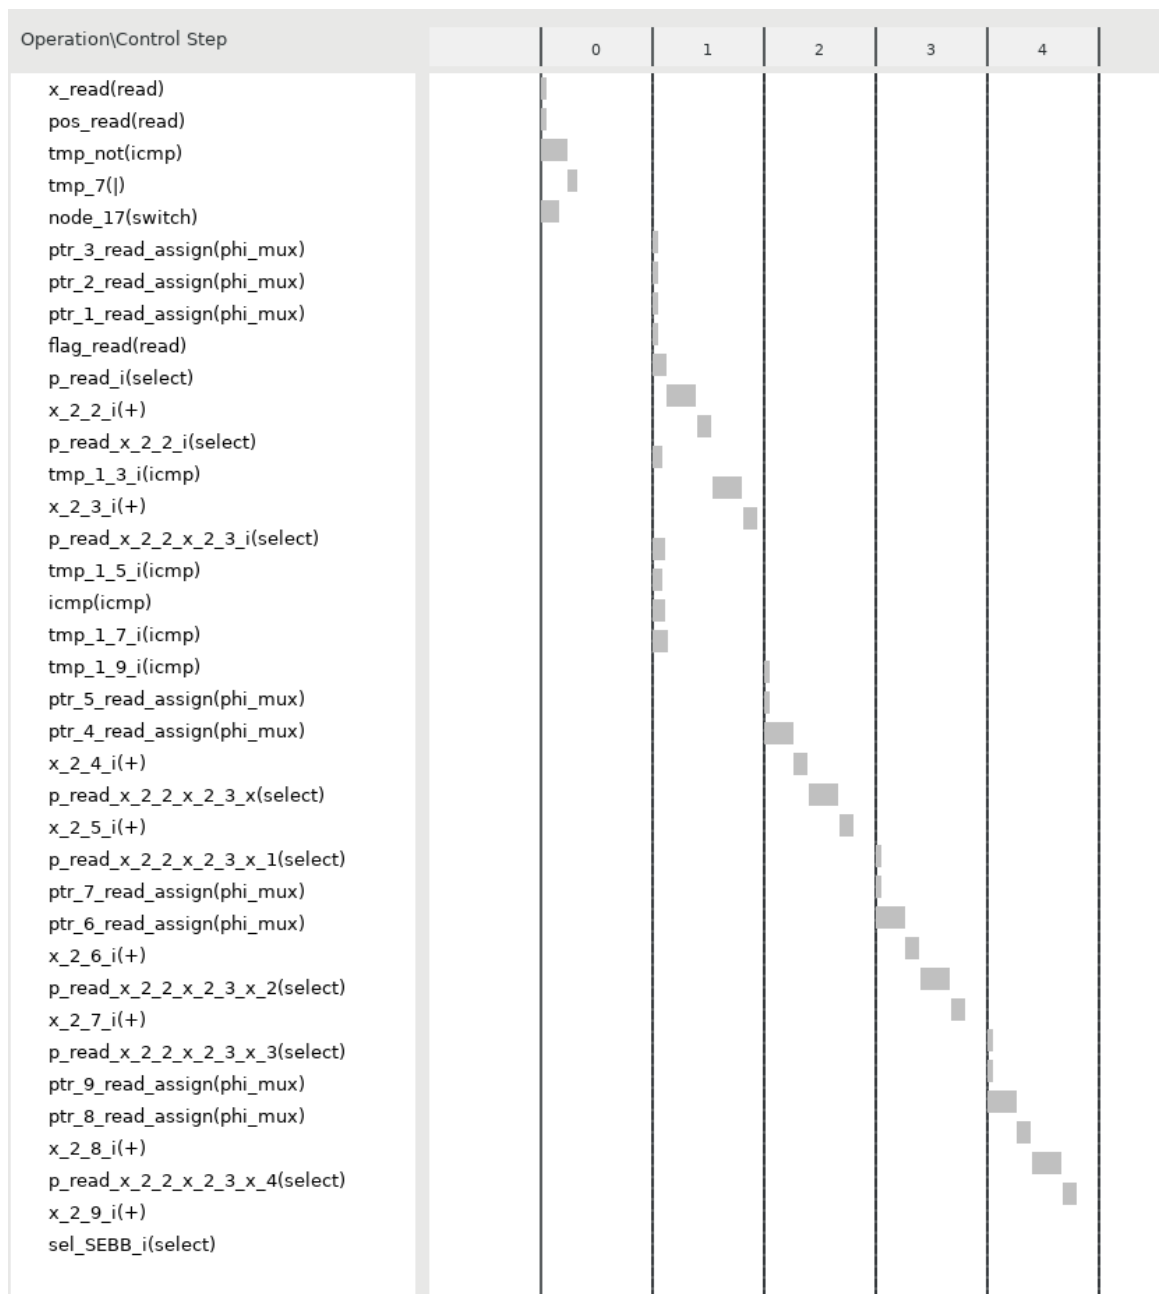 Operation\Control Step 0 1 2 3 4
x_read(read)
pos_read(read)
tmp_not(icmp)
tmp_7(|)
node_17(switch)
ptr_3_read_assign(phi_mux)
ptr_2_read_assign(phi_mux)
ptr_1_read_assign(phi_mux)
flag_read(read)
p_read_i(select)
x_2_2_i(+)
p_read_x_2_2_i(select)
tmp_1_3_i(icmp)
x_2_3_i(+)
p_read_x_2_2_x_2_3_i(select)
tmp_1_5_i(icmp)
icmp(icmp)
tmp_1_7_i(icmp)
tmp_1_9_i(icmp)
ptr_5_read_assign(phi_mux)
ptr_4_read_assign(phi_mux)
x_2_4_i(+)
p_read_x_2_2_x_2_3_x(select)
x_2_5_i(+)
p_read_x_2_2_x_2_3_x_1(select)
ptr_7_read_assign(phi_mux)
ptr_6_read_assign(phi_mux)
x_2_6_i(+)
p_read_x_2_2_x_2_3_x_2(select)
x_2_7_i(+)
p_read_x_2_2_x_2_3_x_3(select)
ptr_9_read_assign(phi_mux)
ptr_8_read_assign(phi_mux)
x_2_8_i(+)
p_read_x_2_2_x_2_3_x_4(select)
x_2_9_i(+)
sel_SEBB_i(select)